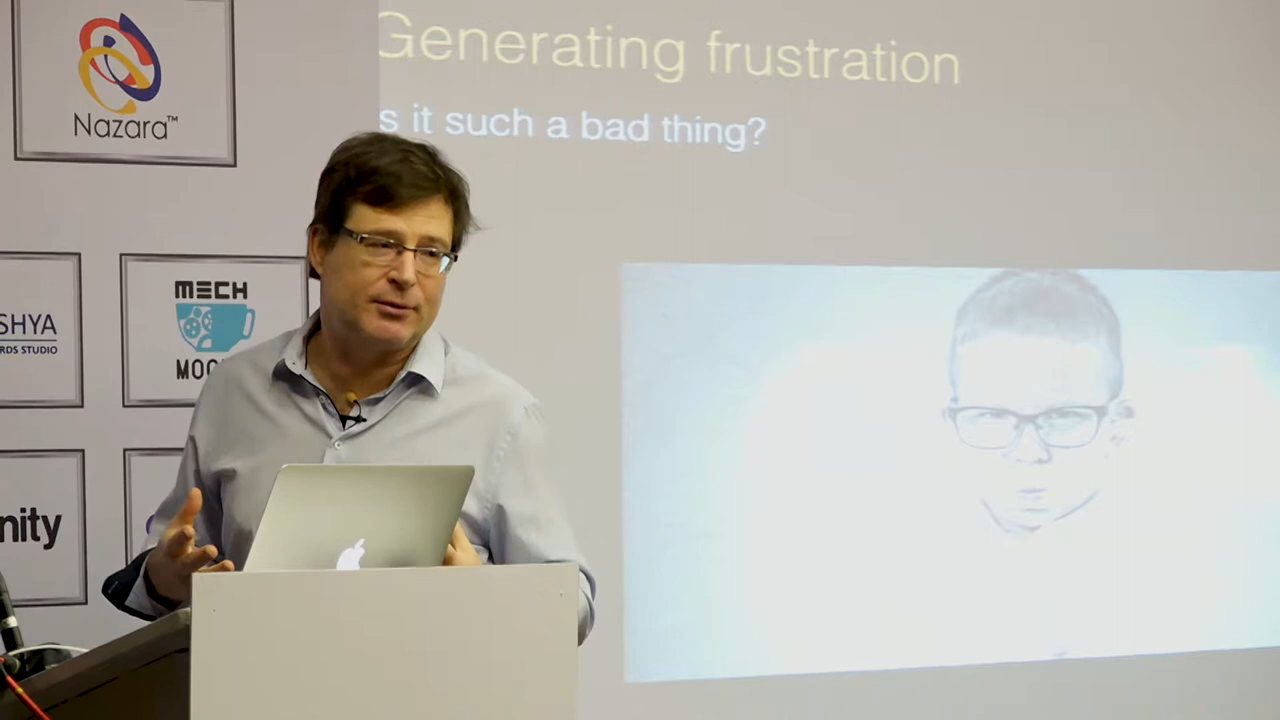 Generating frustration
s it such a bad thing?
Nazara™
SHYA
RDS STUDIO
MECH
MOC
nity